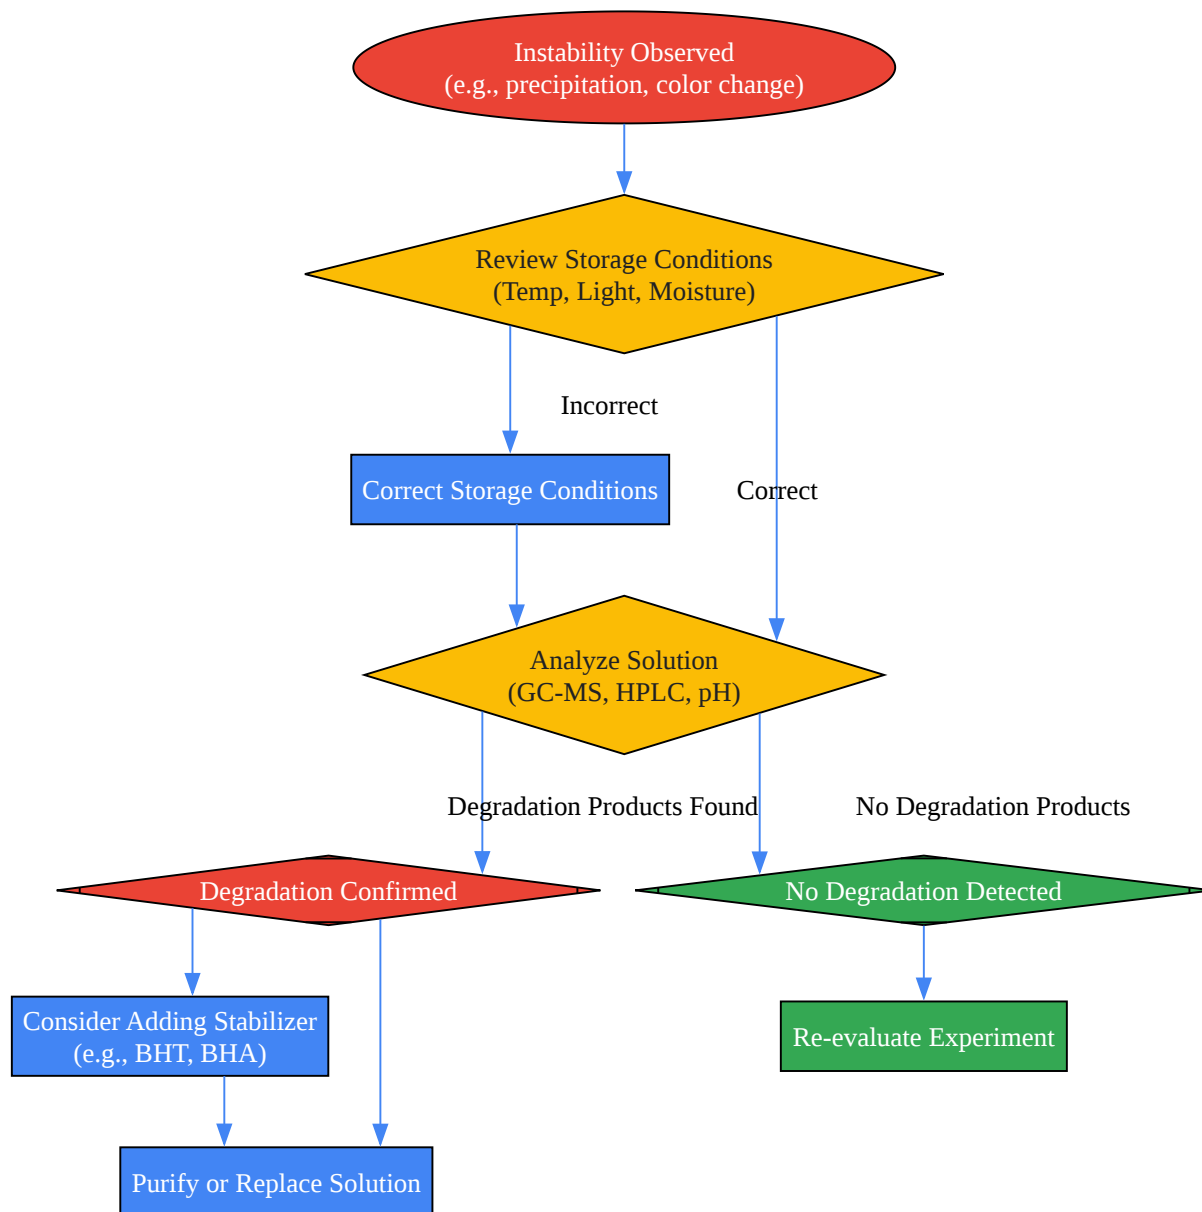 Instability Observed
(e.g., precipitation, color change)
Review Storage Conditions
(Temp, Light, Moisture)
Incorrect
Correct Storage Conditions
Correct
Analyze Solution
(GC-MS, HPLC, pH)
Degradation Products Found
No Degradation Products
Degradation Confirmed
No Degradation Detected
Consider Adding Stabilizer
(e.g., BHT, BHA)
Re-evaluate Experiment
Purify or Replace Solution